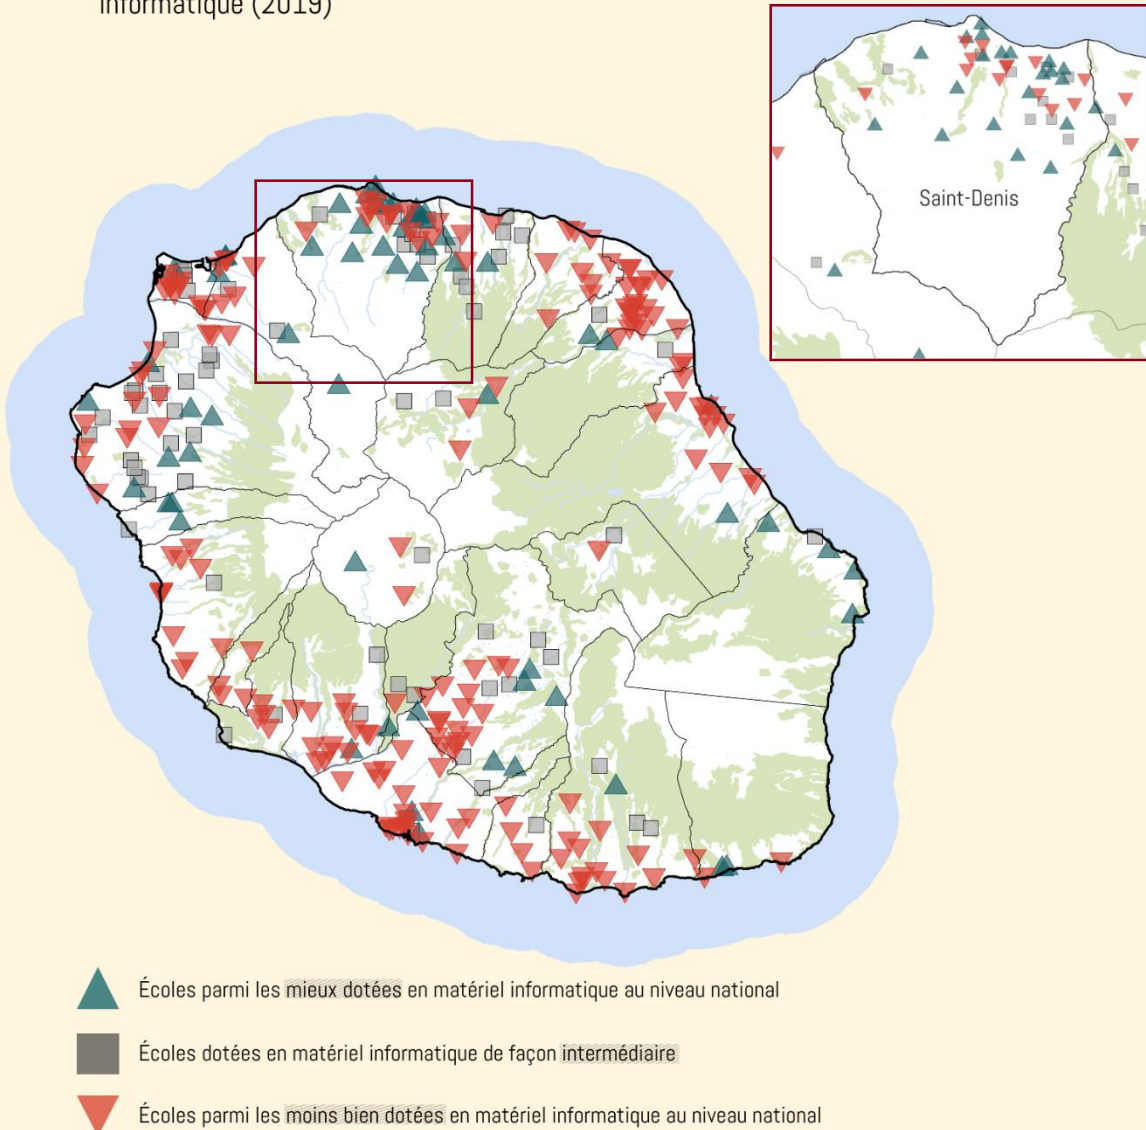 informatique (2019)
Saint-Denis
Écoles parmi les mieux dotées en matériel informatique au niveau national
Écoles dotées en matériel informatique de façon intermédiaire
Écoles parmi les moins bien dotées en matériel informatique au niveau national